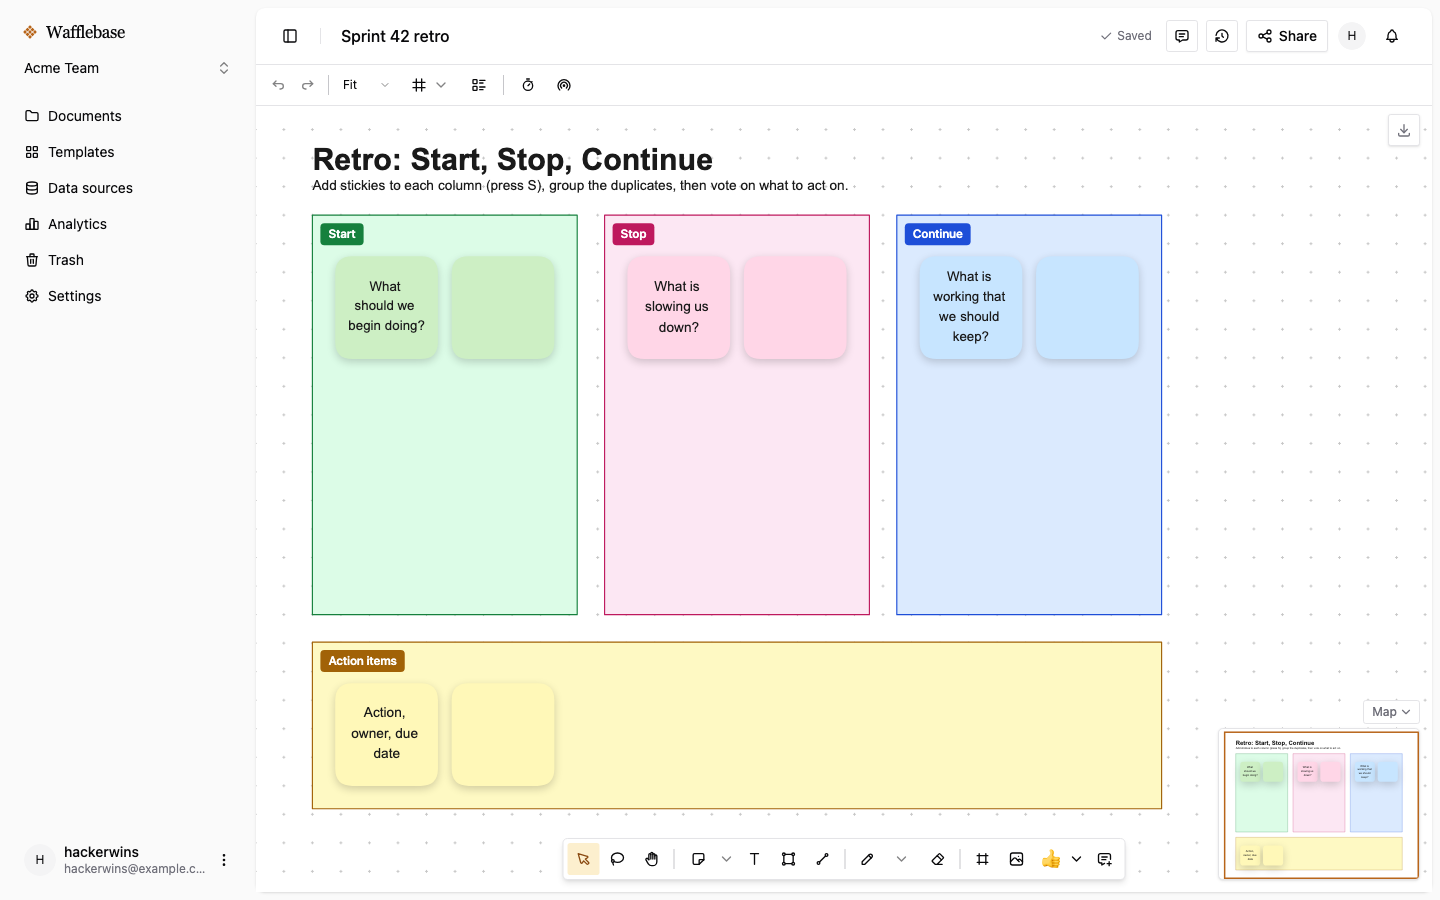 Wafflebase
Acme Team
Documents
Templates
Data sources
Analytics
Trash
Settings
H
hackerwins
hackerwins@example.c...
Sprint 42 retro
Saved
Share
H
Fit
Retro: Start, Stop, Continue
Add stickies to each column (press S), group the duplicates, then vote on what to act on.
Start
What
should we
begin doing?
Stop
What is
slowing us
down?
Continue
What is
working that
we should
keep?
Action items
Action,
owner, due
date
T
Map
Retro: Start, Stop, Continue